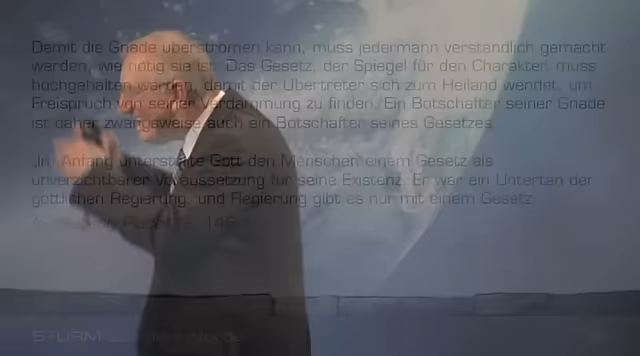 Damit die Gnade überströmen kann, muss jedermann verständlich gemacht
werden, wie nötig sie ist. Das Gesetz, der Spiegel für den Charakter, muss
hochgehalten werden, damit der Übertreter sich zum Heiland wendet, um
Freispruch von seiner Verdammung zu finden. Ein Botschafter seiner Gnade
ist daher zwangsweise auch ein Botschafter seines Gesetzes.
„Im Anfang unterstellte Gott den Menschen einem Gesetz als
unverzichtbaren Voraussetzung für seine Existenz. Er war ein Untertan der
göttlichen Regierung, und Regierung gibt es nur mit einem Gesetz
STURM